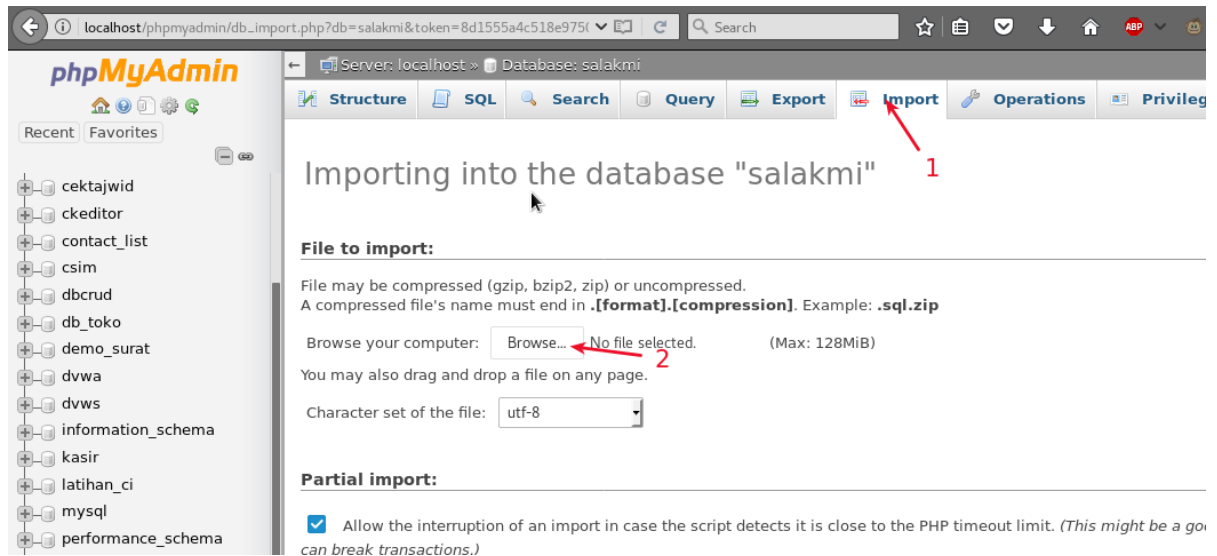 localhost/phpmyadmin/db_import.php?db=salakmi&token=8d1555a4c518e975
Search
ABP
phpMyAdmin
Recent Favorites
cektajwid
ckeditor
contact_list
csim
dbcrud
db_toko
demo_surat
dvwa
dvws
information_schema
kasir
latihan_ci
mysql
performance_schema
Server: localhost » Database: salakmi
Structure SQL Search Query Export Import Operations Privileg
1
Importing into the database "salakmi"
File to import:
File may be compressed (gzip, bzip2, zip) or uncompressed.
A compressed file's name must end in .[format].[compression]. Example: .sql.zip
Browse your computer: Browse... No file selected. (Max: 128MiB)
2
You may also drag and drop a file on any page.
Character set of the file: utf-8
Partial import:
Allow the interruption of an import in case the script detects it is close to the PHP timeout limit. (This might be a go
can break transactions.)